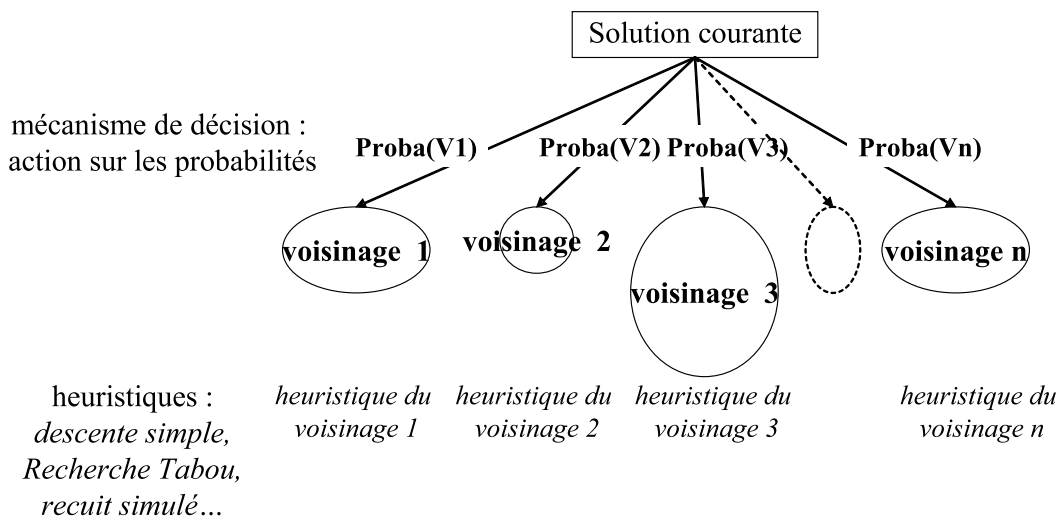 Solution courante
mécanisme de décision :
action sur les probabilités
Proba(V1)
Proba(V2)
Proba(V3)
Proba(Vn)
voisinage 1
voisinage 2
voisinage 3
voisinage n
heuristiques :
descente simple,
Recherche Tabou,
recuit simulé…
heuristique du
voisinage 1
heuristique du
voisinage 2
heuristique du
voisinage 3
heuristique du
voisinage n